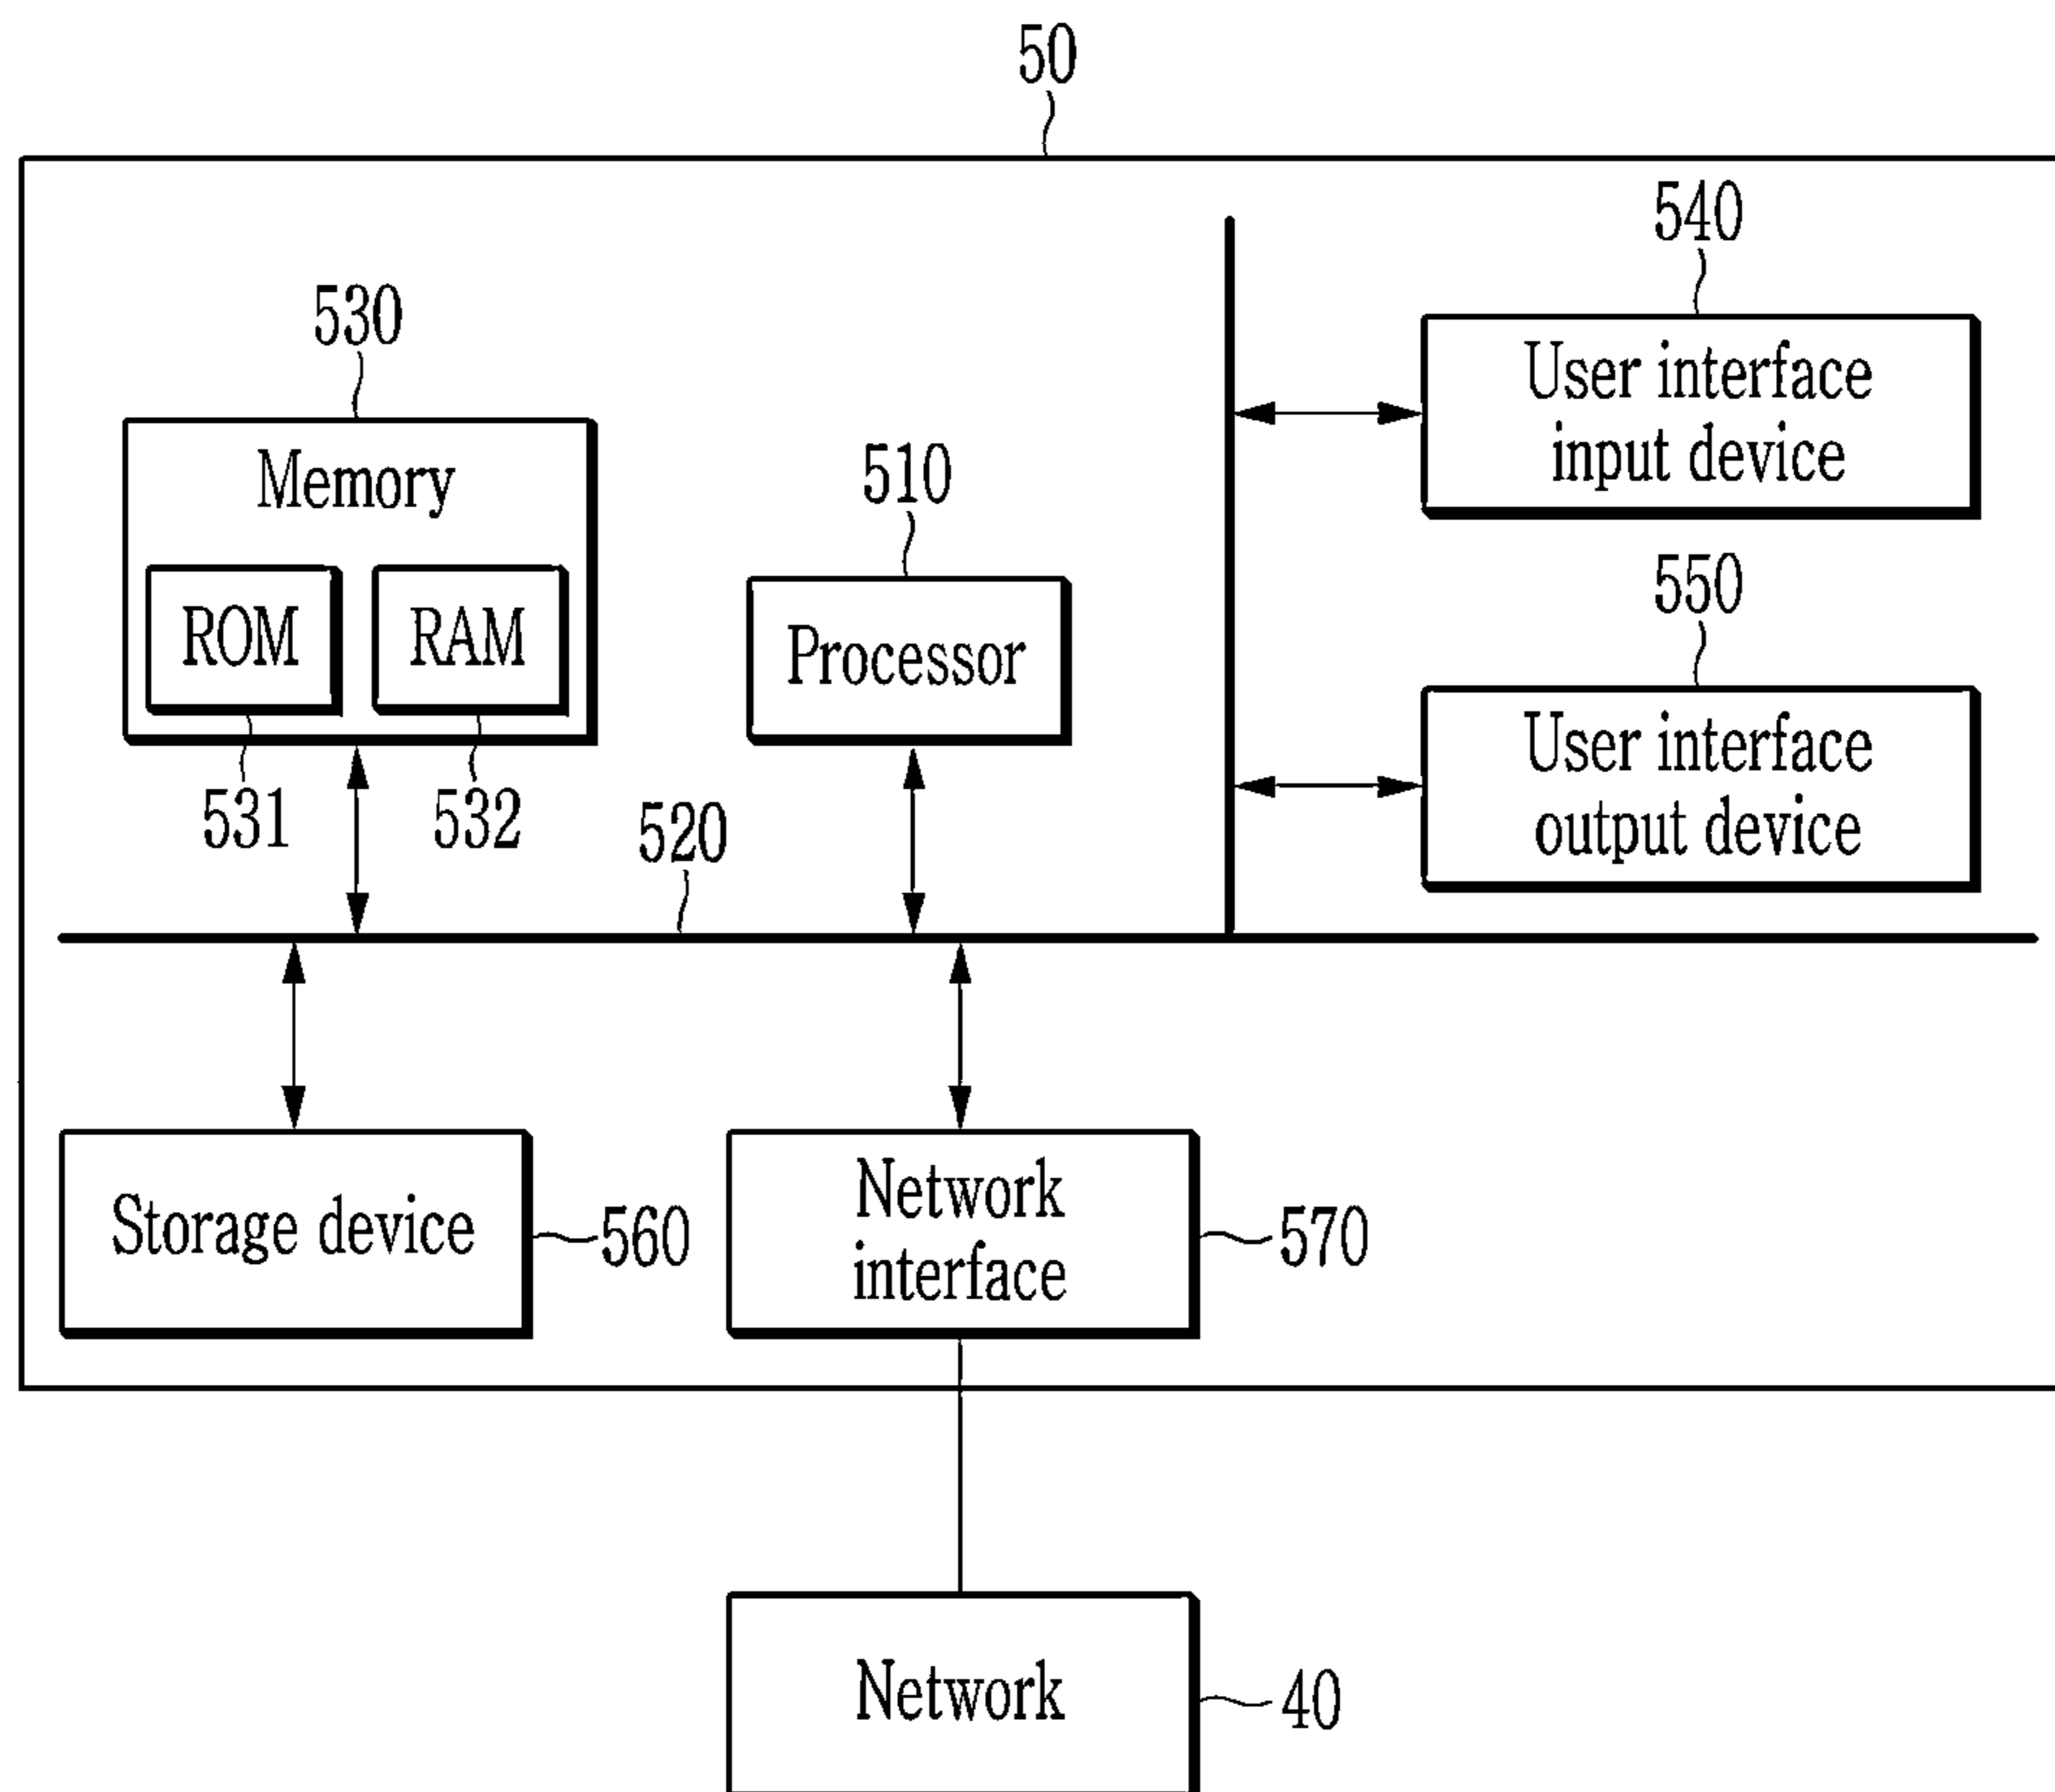 50
540
530
User interface
input device
Memory
510
550
ROM
RAM
Processor
User interface
output device
531
532
520
Storage device
560
Network
interface
570
Network
40